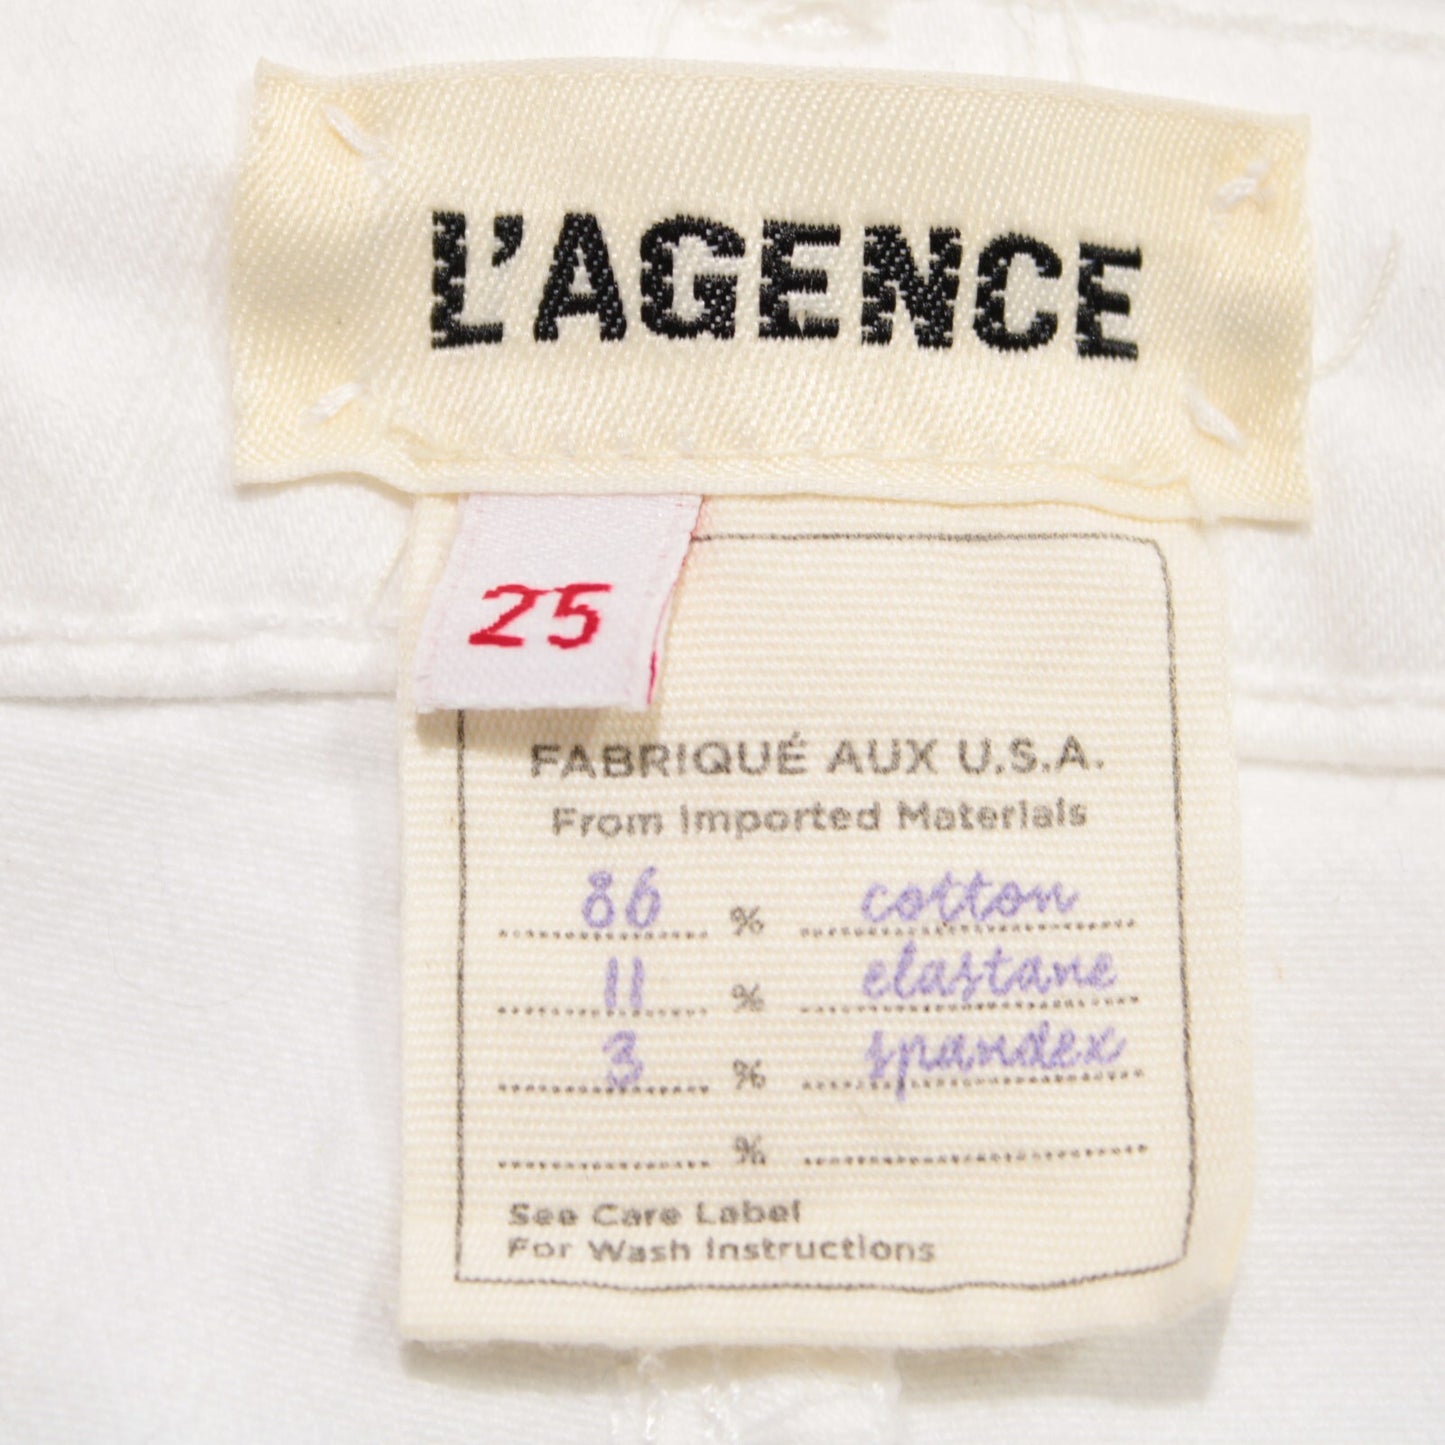 L'AGENCE
25
FABRIQUÉ AUX U.S.A.
From Imported Materials
86 % cotton
11 % elastane
3 % spandex
%
See Care Label
For Wash Instructions